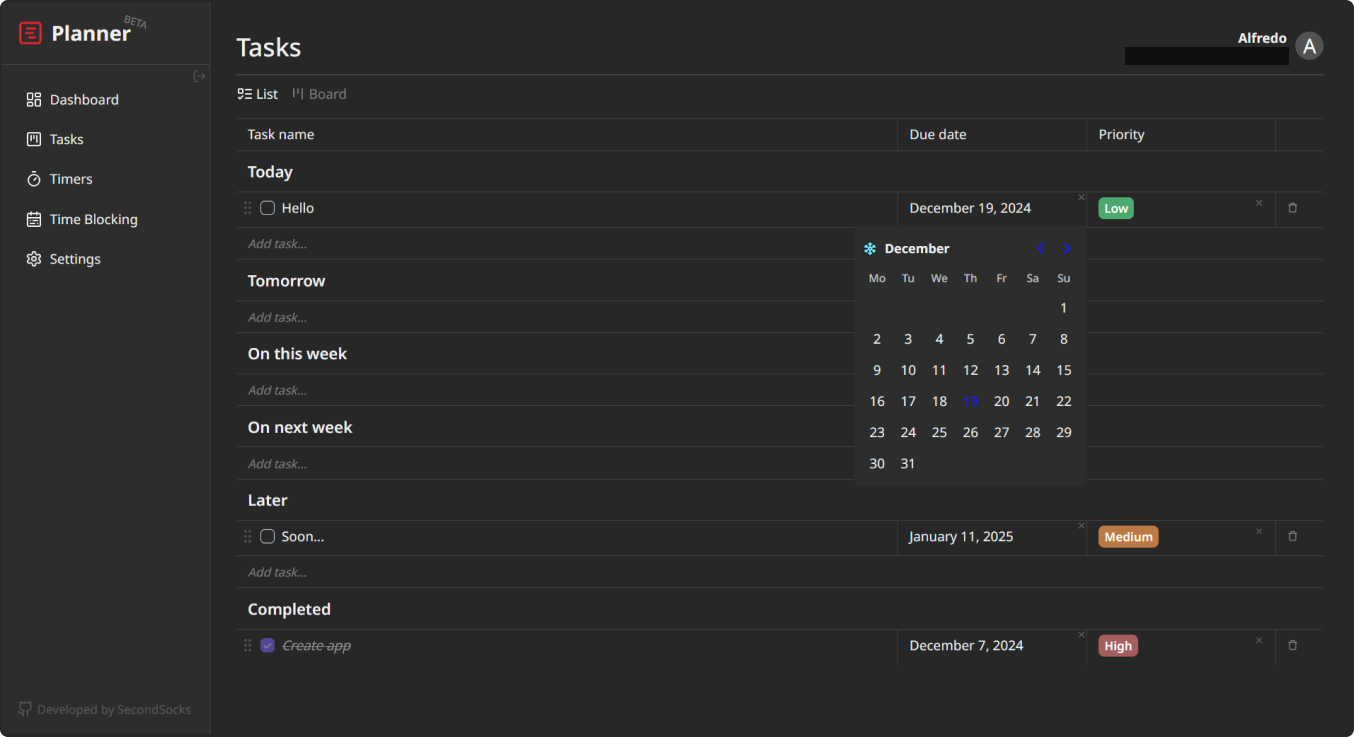 Planner BETA
Dashboard
Tasks
Timers
Time Blocking
Settings
Developed by SecondSocks
Tasks
Alfredo
A
List Board
Task name Due date Priority
Today
Hello December 19, 2024 Low
Add task...
Tomorrow
Add task...
On this week
Add task...
On next week
Add task...
Later
Soon... January 11, 2025 Medium
Add task...
Completed
Create app December 7, 2024 High
December
Mo Tu We Th Fr Sa Su
1
2 3 4 5 6 7 8
9 10 11 12 13 14 15
16 17 18 19 20 21 22
23 24 25 26 27 28 29
30 31